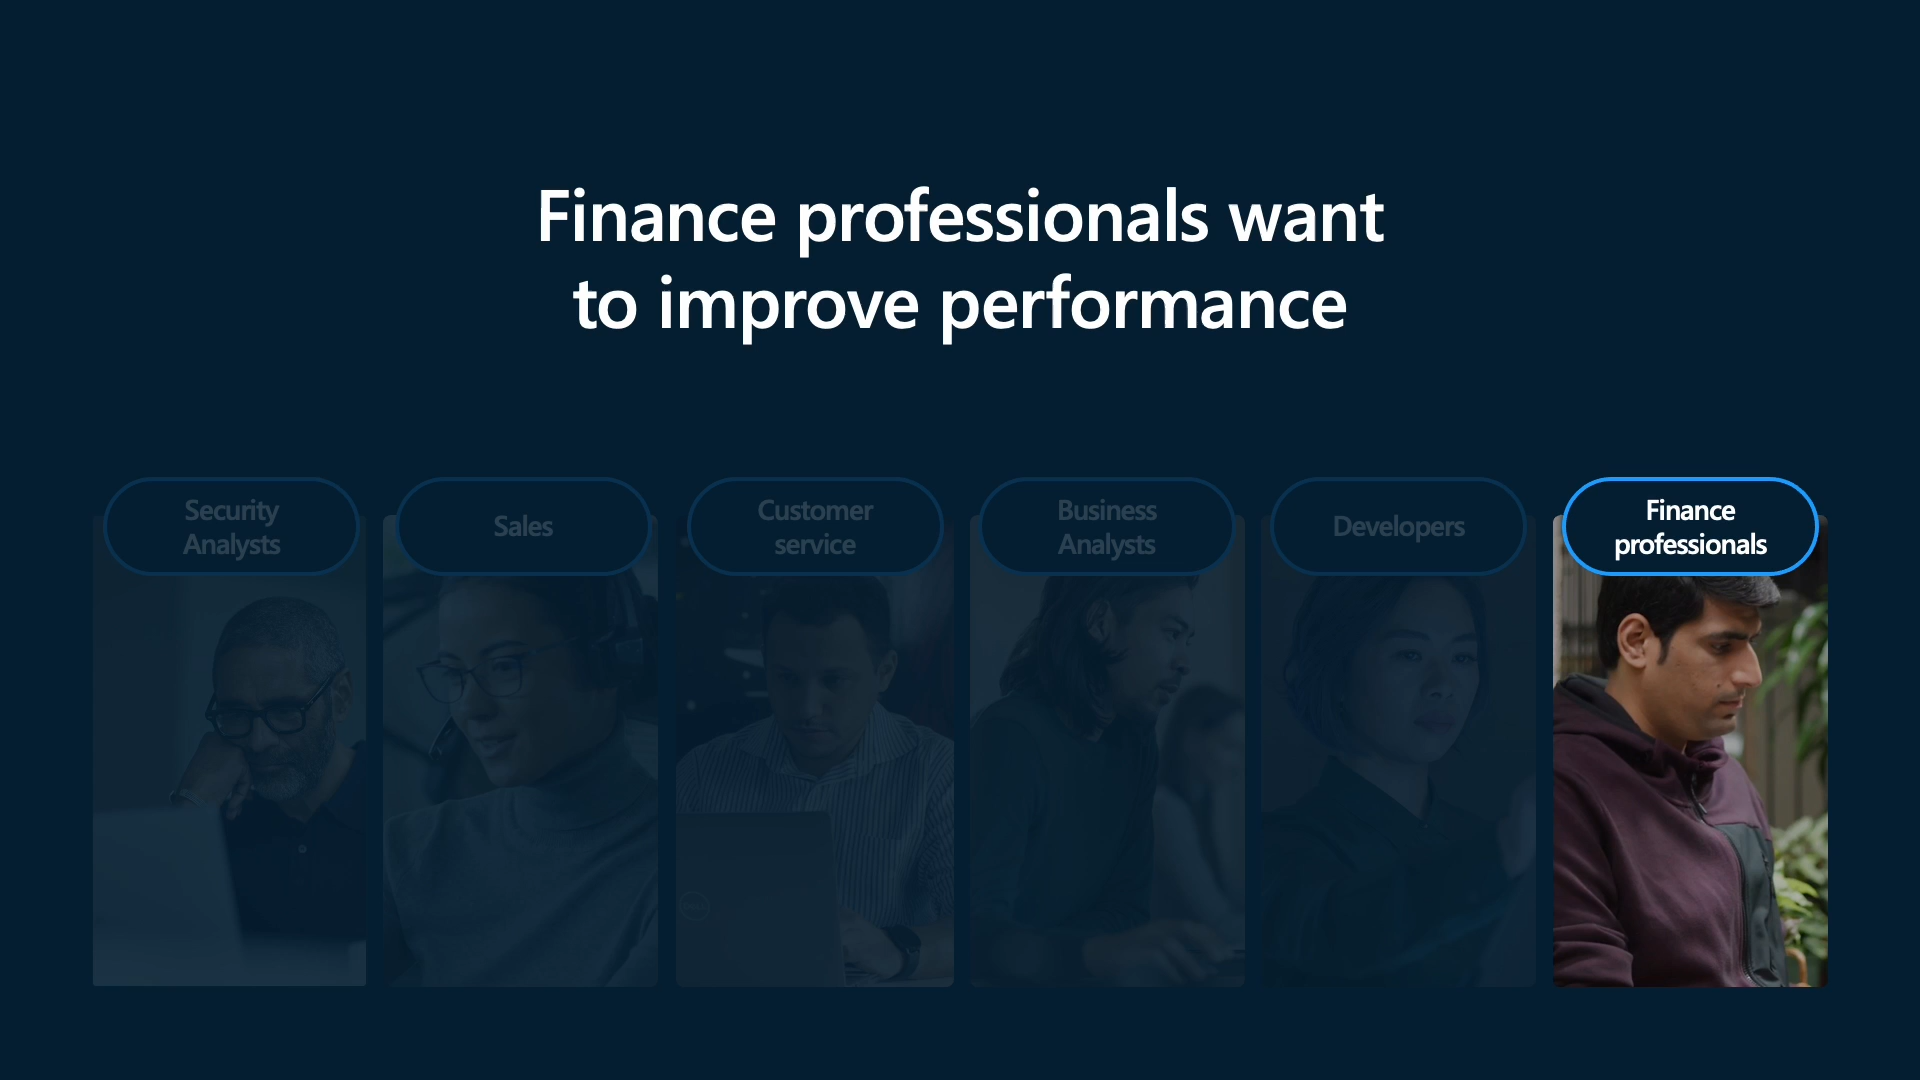 Finance professionals want
to improve performance
Security
Analysts
Sales
Customer
service
Business
Analysts
Developers
Finance
professionals